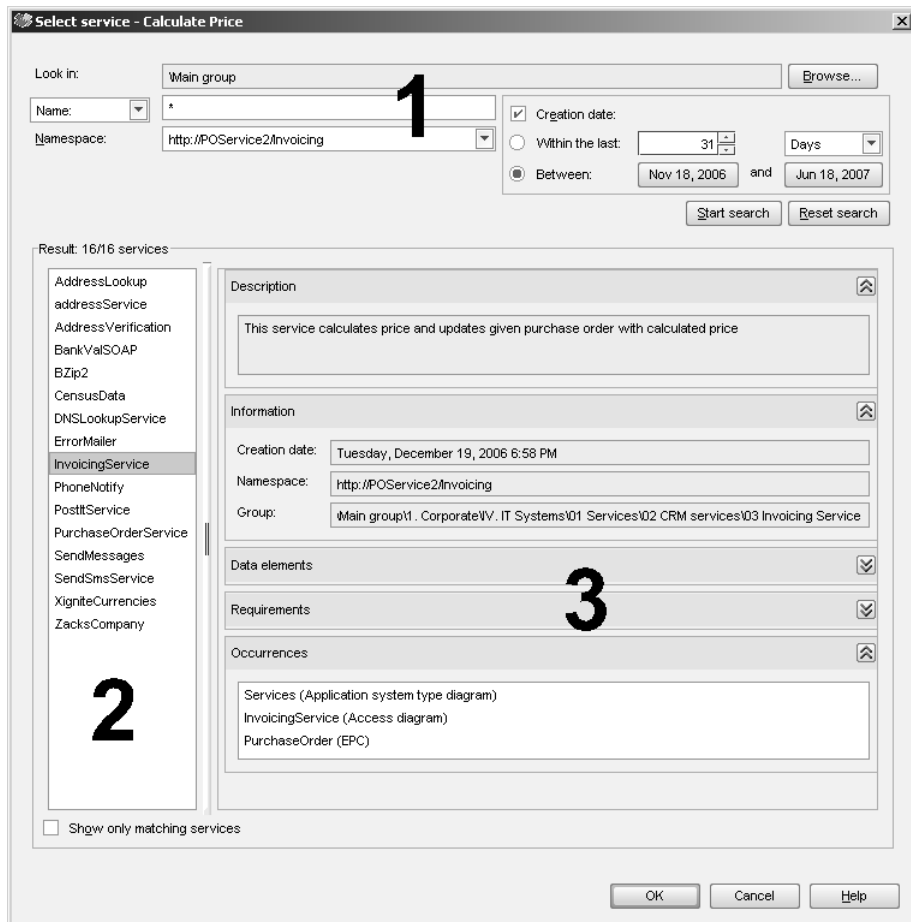 Select service - Calculate Price
Look in:
\Main group
Browse...
Name:
*
Namespace:
http://POService2/Invoicing
1
Creation date:
Within the last:
31
Days
Between:
Nov 18, 2006
and
Jun 18, 2007
Start search
Reset search
Result: 16/16 services
AddressLookup
addressService
AddressVerification
BankValSOAP
BZip2
CensusData
DNSLookupService
ErrorMailer
InvoicingService
PhoneNotify
PostItService
PurchaseOrderService
SendMessages
SendSmsService
XigniteCurrencies
ZacksCompany
2
Description
This service calculates price and updates given purchase order with calculated price
Information
Creation date:
Tuesday, December 19, 2006 6:58 PM
Namespace:
http://POService2/Invoicing
Group:
\Main group\1. Corporate\IV. IT Systems\01 Services\02 CRM services\03 Invoicing Service
Data elements
3
Requirements
Occurrences
Services (Application system type diagram)
InvoicingService (Access diagram)
PurchaseOrder (EPC)
Show only matching services
OK
Cancel
Help